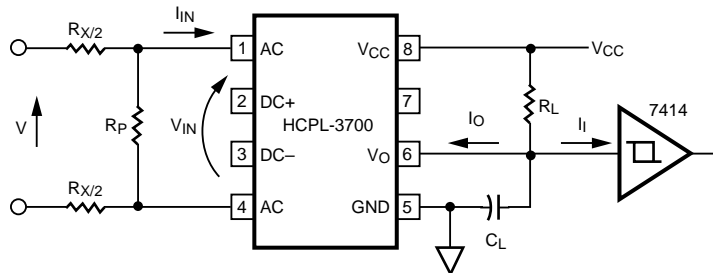 R_X/2 I_IN
1 AC V_CC 8 V_CC
2 DC+ 7 R_L 7414
V R_P V_IN HCPL-3700 I_O I_I
3 DC– V_O 6
R_X/2
4 AC GND 5
C_L